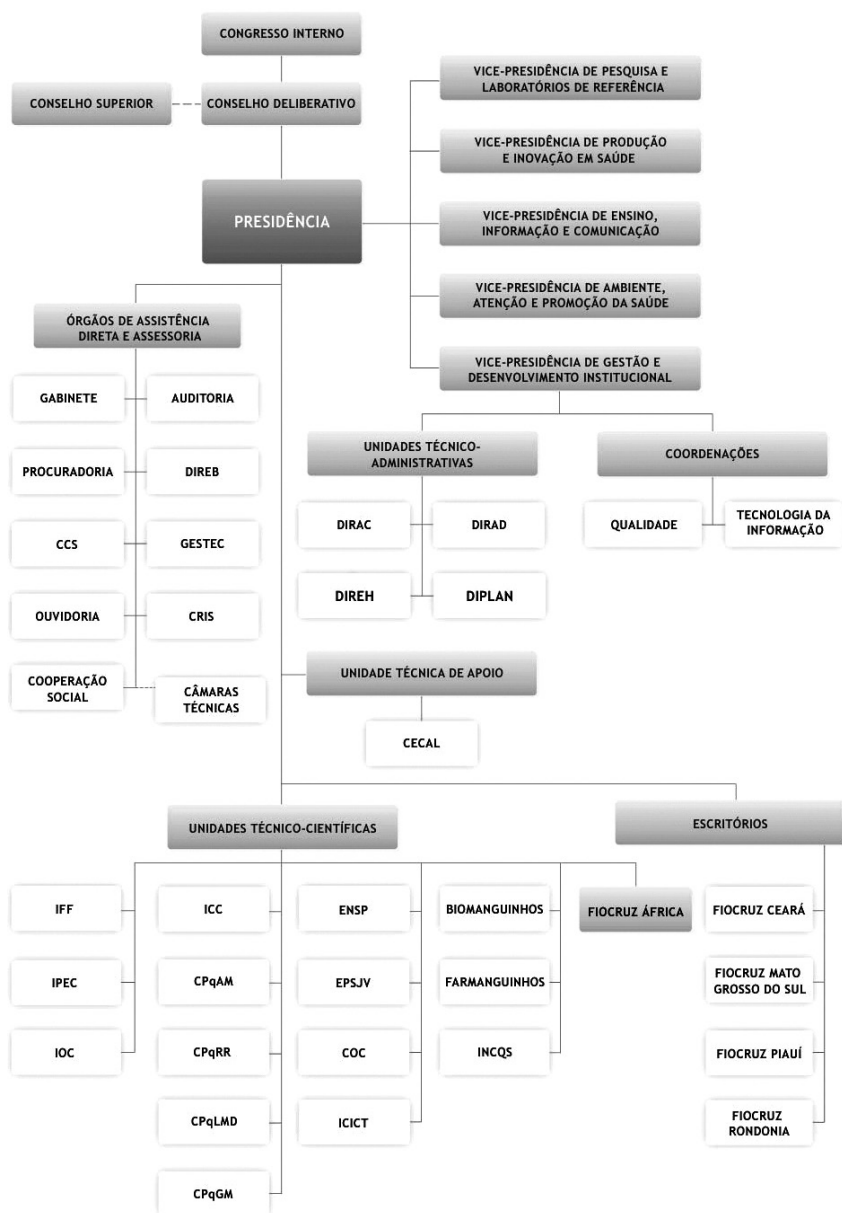 CONGRESSO INTERNO
CONSELHO SUPERIOR
CONSELHO DELIBERATIVO
PRESIDÊNCIA
VICE-PRESIDÊNCIA DE PESQUISA E
LABORATÓRIOS DE REFERÊNCIA
VICE-PRESIDÊNCIA DE PRODUÇÃO
E INOVAÇÃO EM SAÚDE
VICE-PRESIDÊNCIA DE ENSINO,
INFORMAÇÃO E COMUNICAÇÃO
VICE-PRESIDÊNCIA DE AMBIENTE,
ATENÇÃO E PROMOÇÃO DA SAÚDE
VICE-PRESIDÊNCIA DE GESTÃO E
DESENVOLVIMENTO INSTITUCIONAL
ÓRGÃOS DE ASSISTÊNCIA
DIRETA E ASSESSORIA
GABINETE
AUDITORIA
PROCURADORIA
DIREB
CCS
GESTEC
OUVIDORIA
CRIS
COOPERAÇÃO
SOCIAL
CÂMARAS
TÉCNICAS
UNIDADES TÉCNICO-
ADMINISTRATIVAS
DIRAC
DIRAD
DIREH
DIPLAN
COORDENAÇÕES
QUALIDADE
TECNOLOGIA DA
INFORMAÇÃO
UNIDADE TÉCNICA DE APOIO
CECAL
UNIDADES TÉCNICO-CIENTÍFICAS
IFF
IPEC
IOC
ICC
CPqAM
CPqRR
CPqLMD
CPqGM
ENSP
EPSJV
COC
ICICT
BIOMANGUINHOS
FARMANGUINHOS
INCQS
FIOCRUZ ÁFRICA
ESCRITÓRIOS
FIOCRUZ CEARÁ
FIOCRUZ MATO
GROSSO DO SUL
FIOCRUZ PIAUÍ
FIOCRUZ
RONDONIA